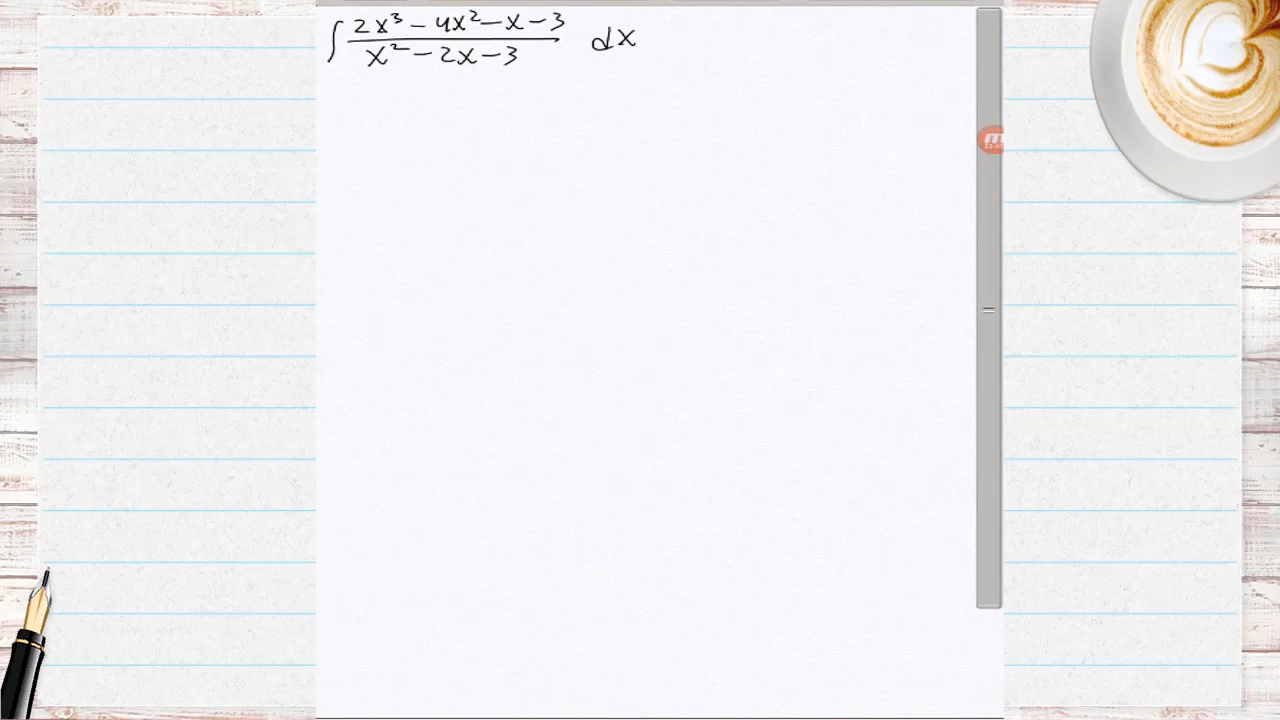 ∫ (2x³ - 4x² - x - 3)/(x² - 2x - 3) dx